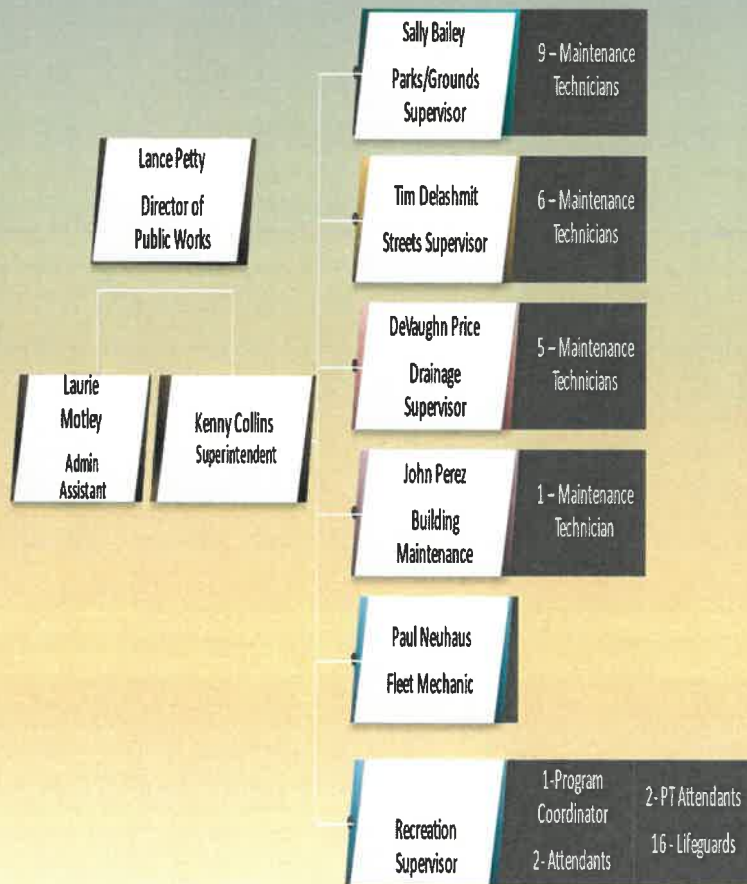 Lance Petty
Director of
Public Works
Laurie
Motley
Admin
Assistant
Kenny Collins
Superintendent
Sally Bailey
Parks/Grounds
Supervisor
9 – Maintenance
Technicians
Tim Delashmit
Streets Supervisor
6 – Maintenance
Technicians
DeVaughn Price
Drainage
Supervisor
5 – Maintenance
Technicians
John Perez
Building
Maintenance
1 – Maintenance
Technician
Paul Neuhaus
Fleet Mechanic
Recreation
Supervisor
1-Program
Coordinator
2- Attendants
2- PT Attendants
16 - Lifeguards